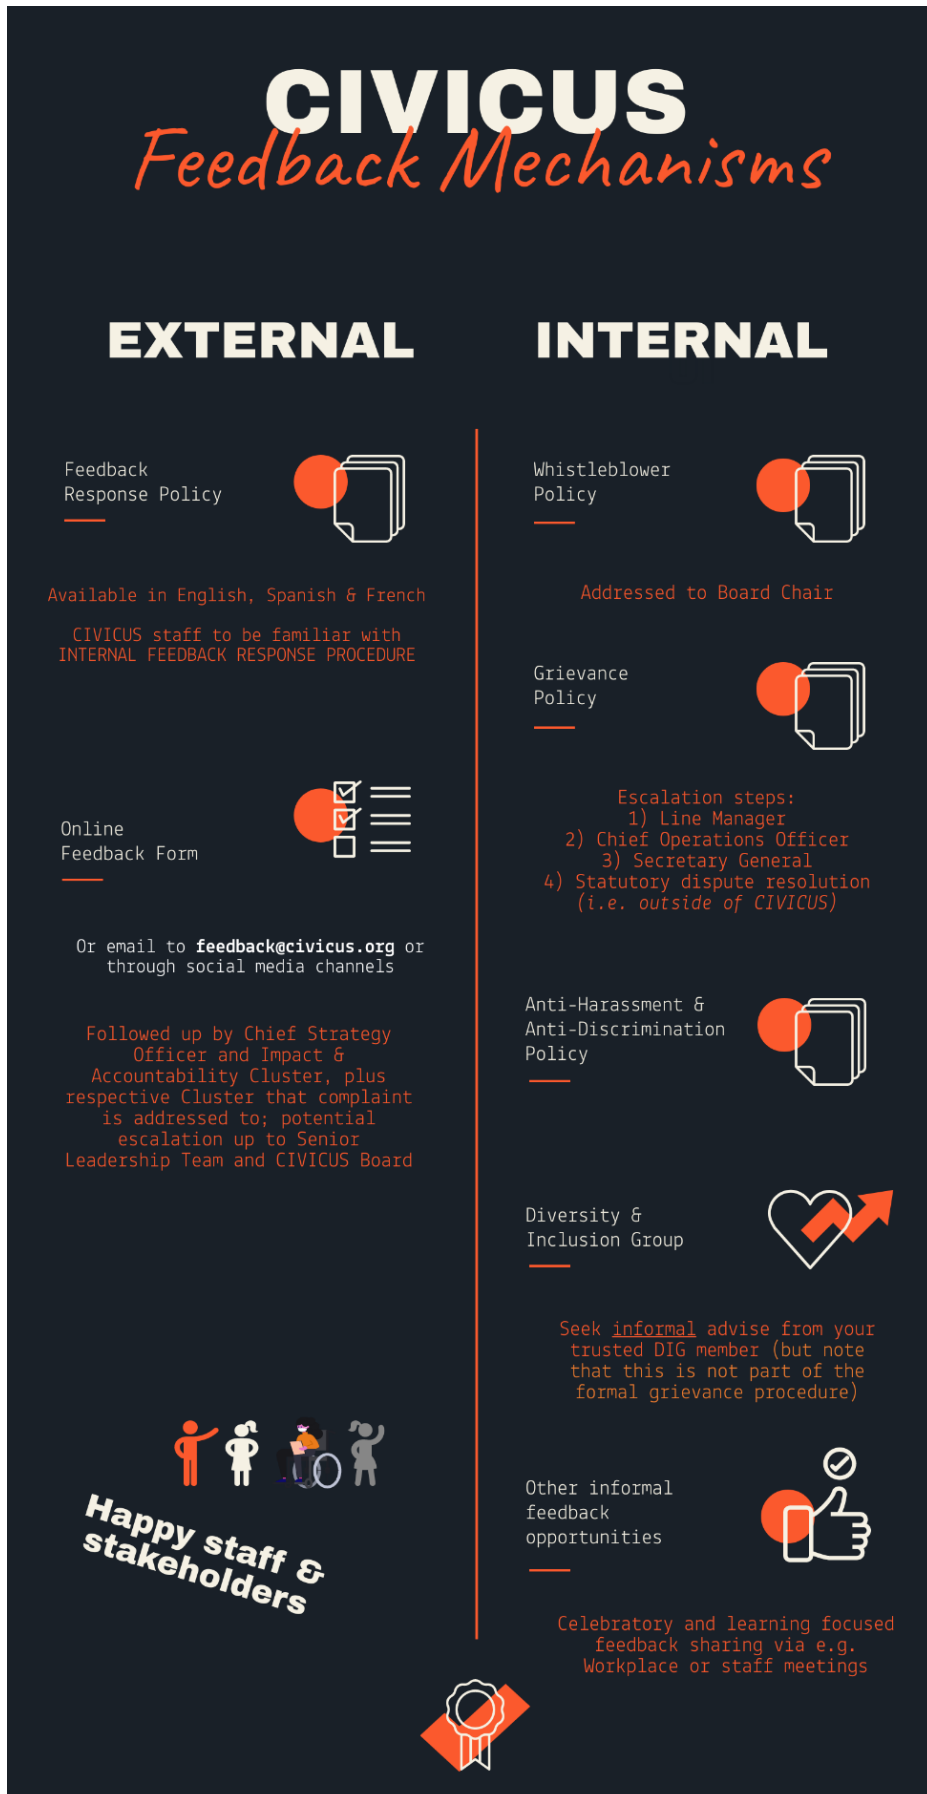 CIVICUS
Feedback Mechanisms
EXTERNAL
Feedback
Response Policy
Available in English, Spanish & French
CIVICUS staff to be familiar with
INTERNAL FEEDBACK RESPONSE PROCEDURE
Online
Feedback Form
Or email to feedback@civicus.org or
through social media channels
Followed up by Chief Strategy
Officer and Impact &
Accountability Cluster, plus
respective Cluster that complaint
is addressed to; potential
escalation up to Senior
Leadership Team and CIVICUS Board
Happy staff &
stakeholders
INTERNAL
Whistleblower
Policy
Addressed to Board Chair
Grievance
Policy
Escalation steps:
1) Line Manager
2) Chief Operations Officer
3) Secretary General
4) Statutory dispute resolution
(i.e. outside of CIVICUS)
Anti-Harassment &
Anti-Discrimination
Policy
Diversity &
Inclusion Group
Seek informal advise from your
trusted DIG member (but note
that this is not part of the
formal grievance procedure)
Other informal
feedback
opportunities
Celebratory and learning focused
feedback sharing via e.g.
Workplace or staff meetings